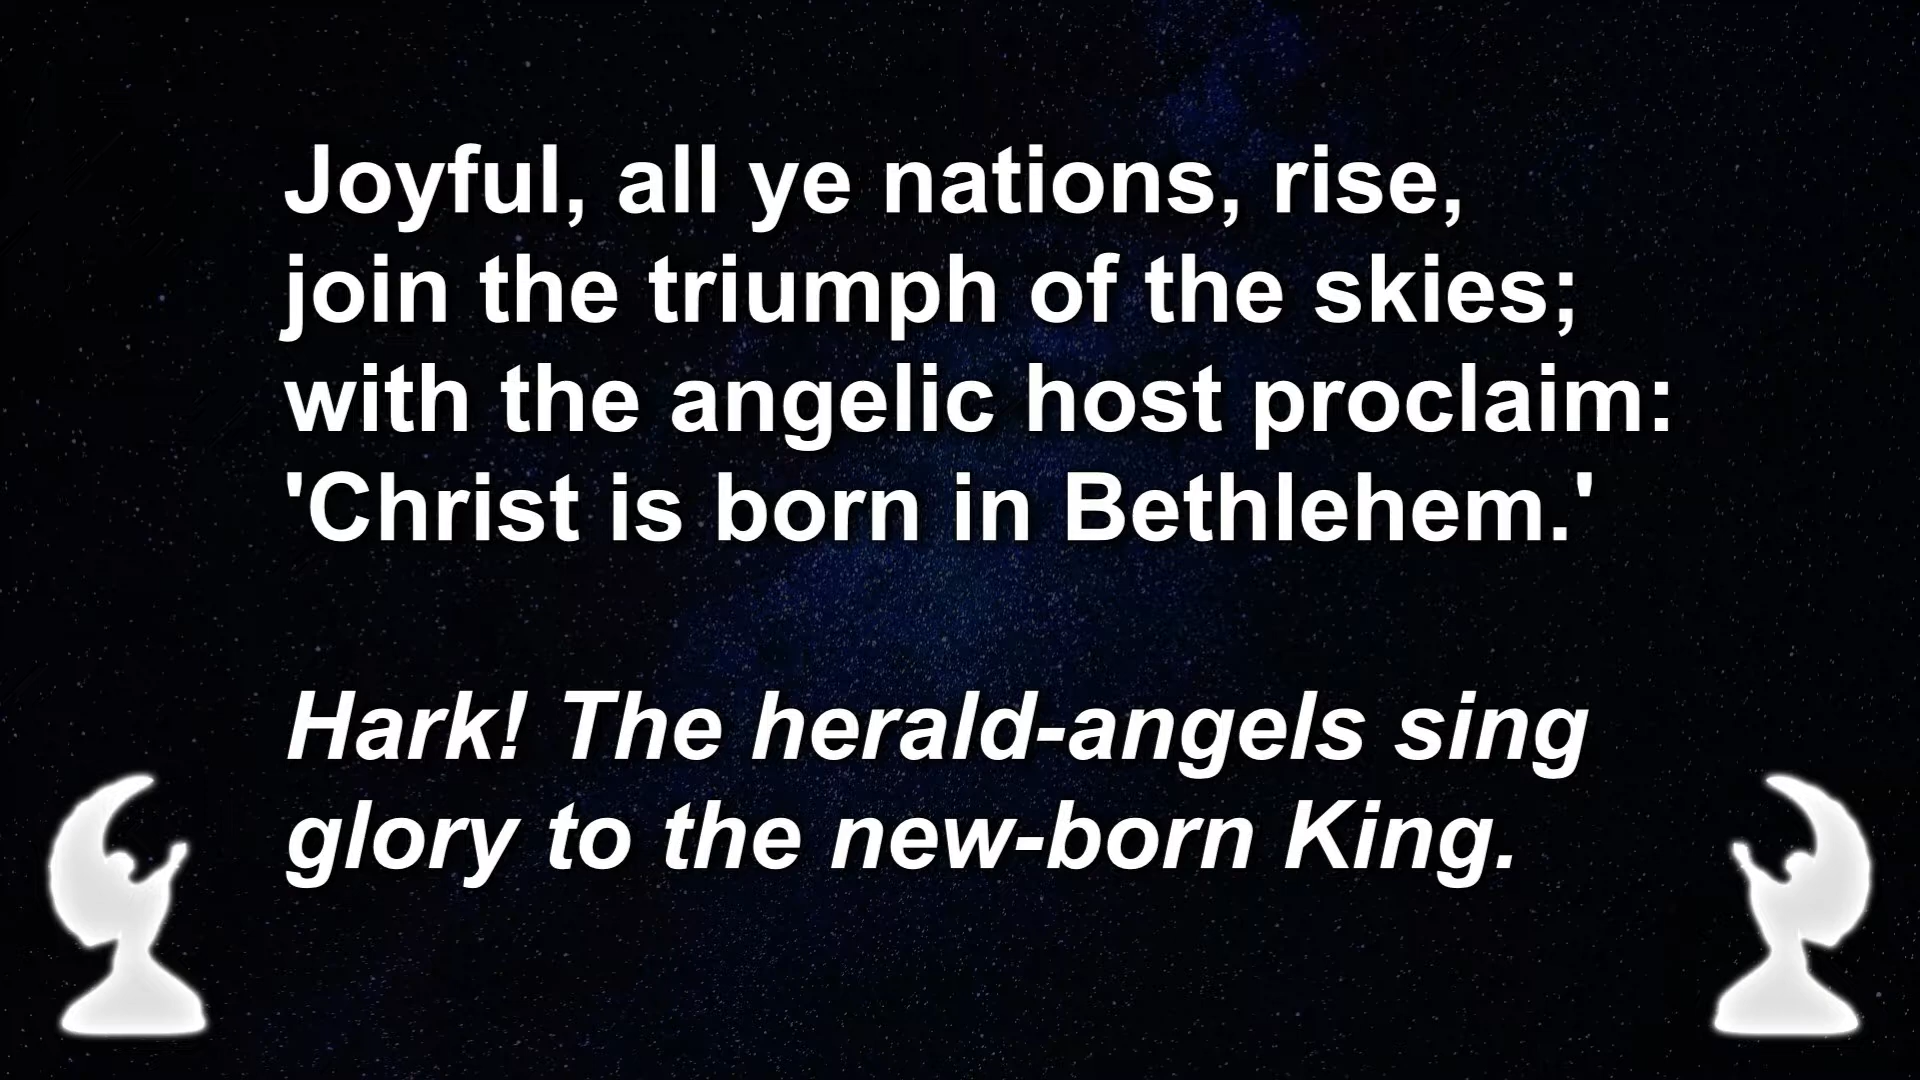 Joyful, all ye nations, rise,
join the triumph of the skies;
with the angelic host proclaim:
'Christ is born in Bethlehem.'
Hark! The herald-angels sing
glory to the new-born King.